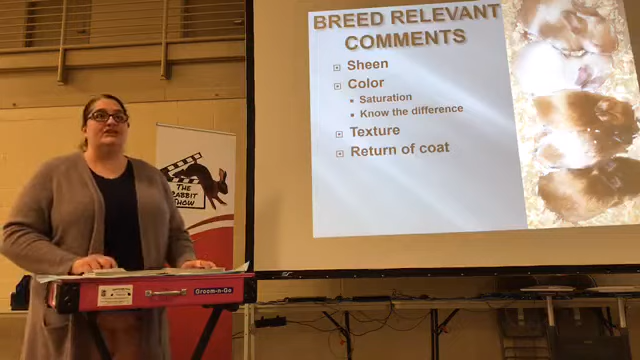 BREED RELEVANT
COMMENTS
Sheen
Color
Saturation
Know the difference
Texture
Return of coat
THE
RABBIT
SHOW
Groom-n-Go